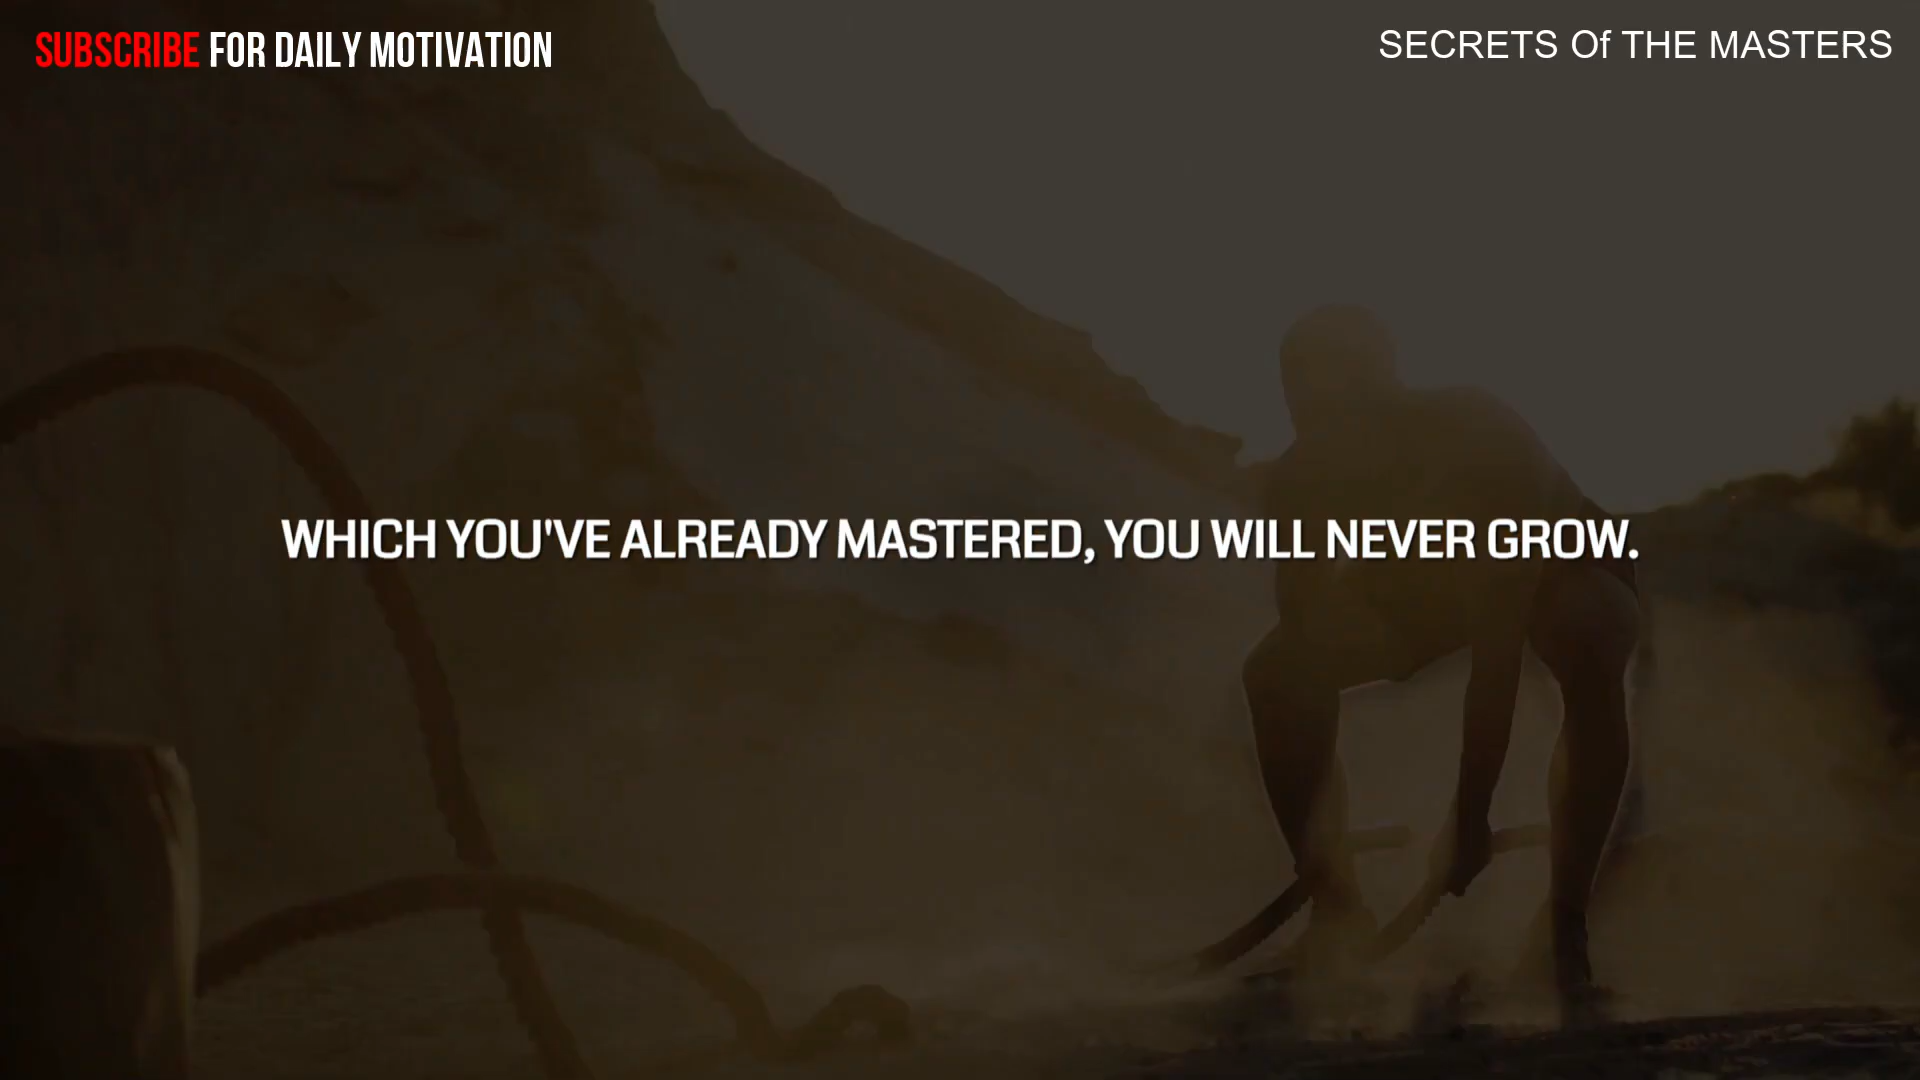 SUBSCRIBE FOR DAILY MOTIVATION
SECRETS Of THE MASTERS
WHICH YOU'VE ALREADY MASTERED, YOU WILL NEVER GROW.